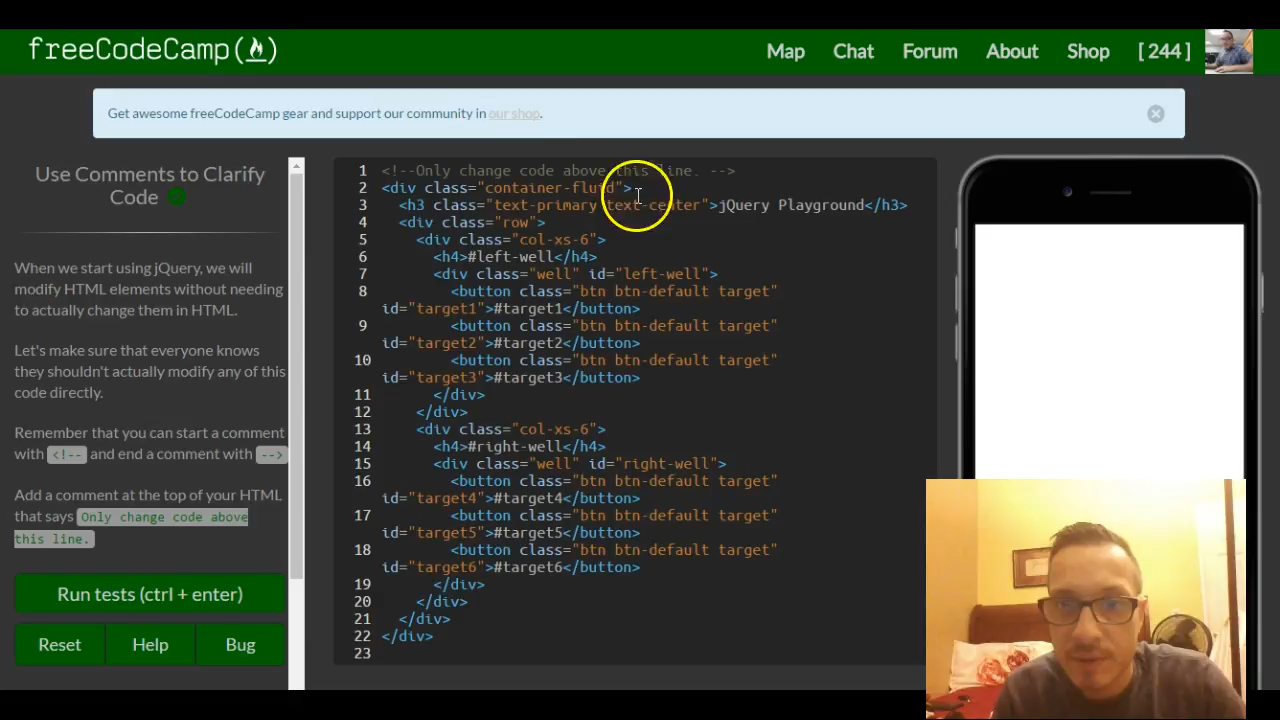 freeCodeCamp(🔥)
Map Chat Forum About Shop [ 244 ]
Get awesome freeCodeCamp gear and support our community in our shop.
Use Comments to Clarify
Code
When we start using jQuery, we will
modify HTML elements without needing
to actually change them in HTML.
Let's make sure that everyone knows
they shouldn't actually modify any of this
code directly.
Remember that you can start a comment
with <!-- and end a comment with -->
Add a comment at the top of your HTML
that says Only change code above
this line.
Run tests (ctrl + enter)
Reset Help Bug
1 <!--Only change code above this line. -->
2 <div class="container-fluid">
3 <h3 class="text-primary text-center">jQuery Playground</h3>
4 <div class="row">
5 <div class="col-xs-6">
6 <h4>#left-well</h4>
7 <div class="well" id="left-well">
8 <button class="btn btn-default target"
id="target1">#target1</button>
9 <button class="btn btn-default target"
id="target2">#target2</button>
10 <button class="btn btn-default target"
id="target3">#target3</button>
11 </div>
12 </div>
13 <div class="col-xs-6">
14 <h4>#right-well</h4>
15 <div class="well" id="right-well">
16 <button class="btn btn-default target"
id="target4">#target4</button>
17 <button class="btn btn-default target"
id="target5">#target5</button>
18 <button class="btn btn-default target"
id="target6">#target6</button>
19 </div>
20 </div>
21 </div>
22 </div>
23